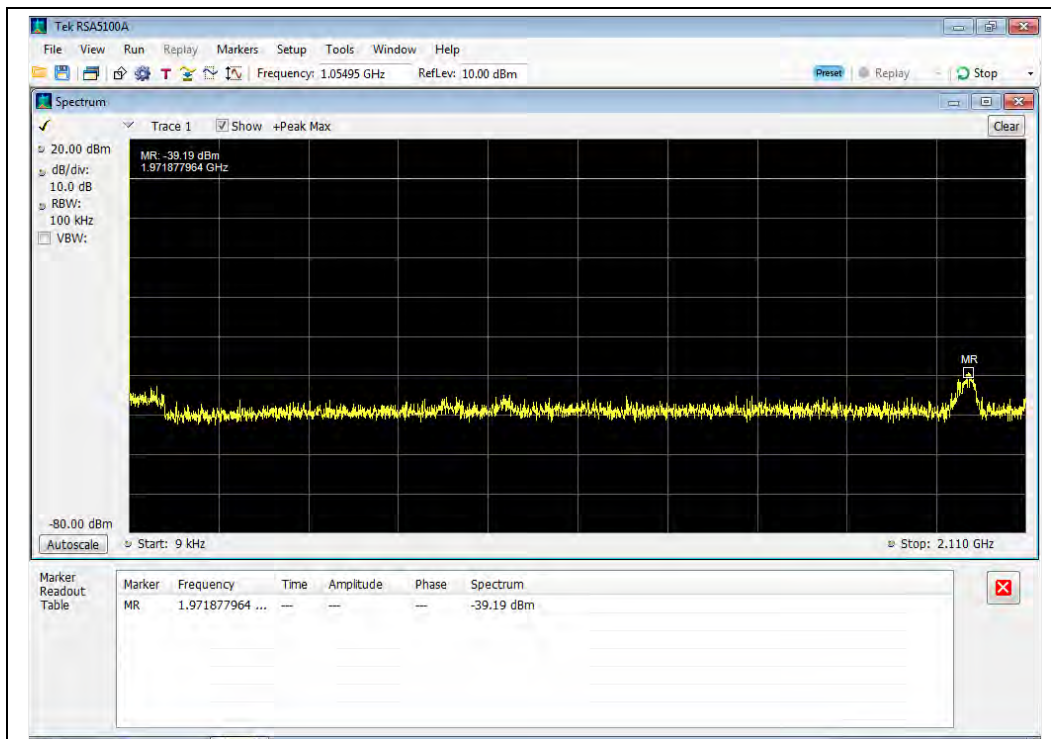 Tek RSA5100A
File View Run Replay Markers Setup Tools Window Help
T Frequency: 1.05495 GHz RefLev: 10.00 dBm Preset Replay Stop
Spectrum
Trace 1 Show +Peak Max Clear
20.00 dBm
dB/div:
10.0 dB
RBW:
100 kHz
VBW:
MR: -39.19 dBm
1.971877964 GHz
MR
-80.00 dBm
Autoscale Start: 9 kHz Stop: 2.110 GHz
Marker Readout Table
Marker Frequency Time Amplitude Phase Spectrum
MR 1.971877964 ... --- --- --- -39.19 dBm